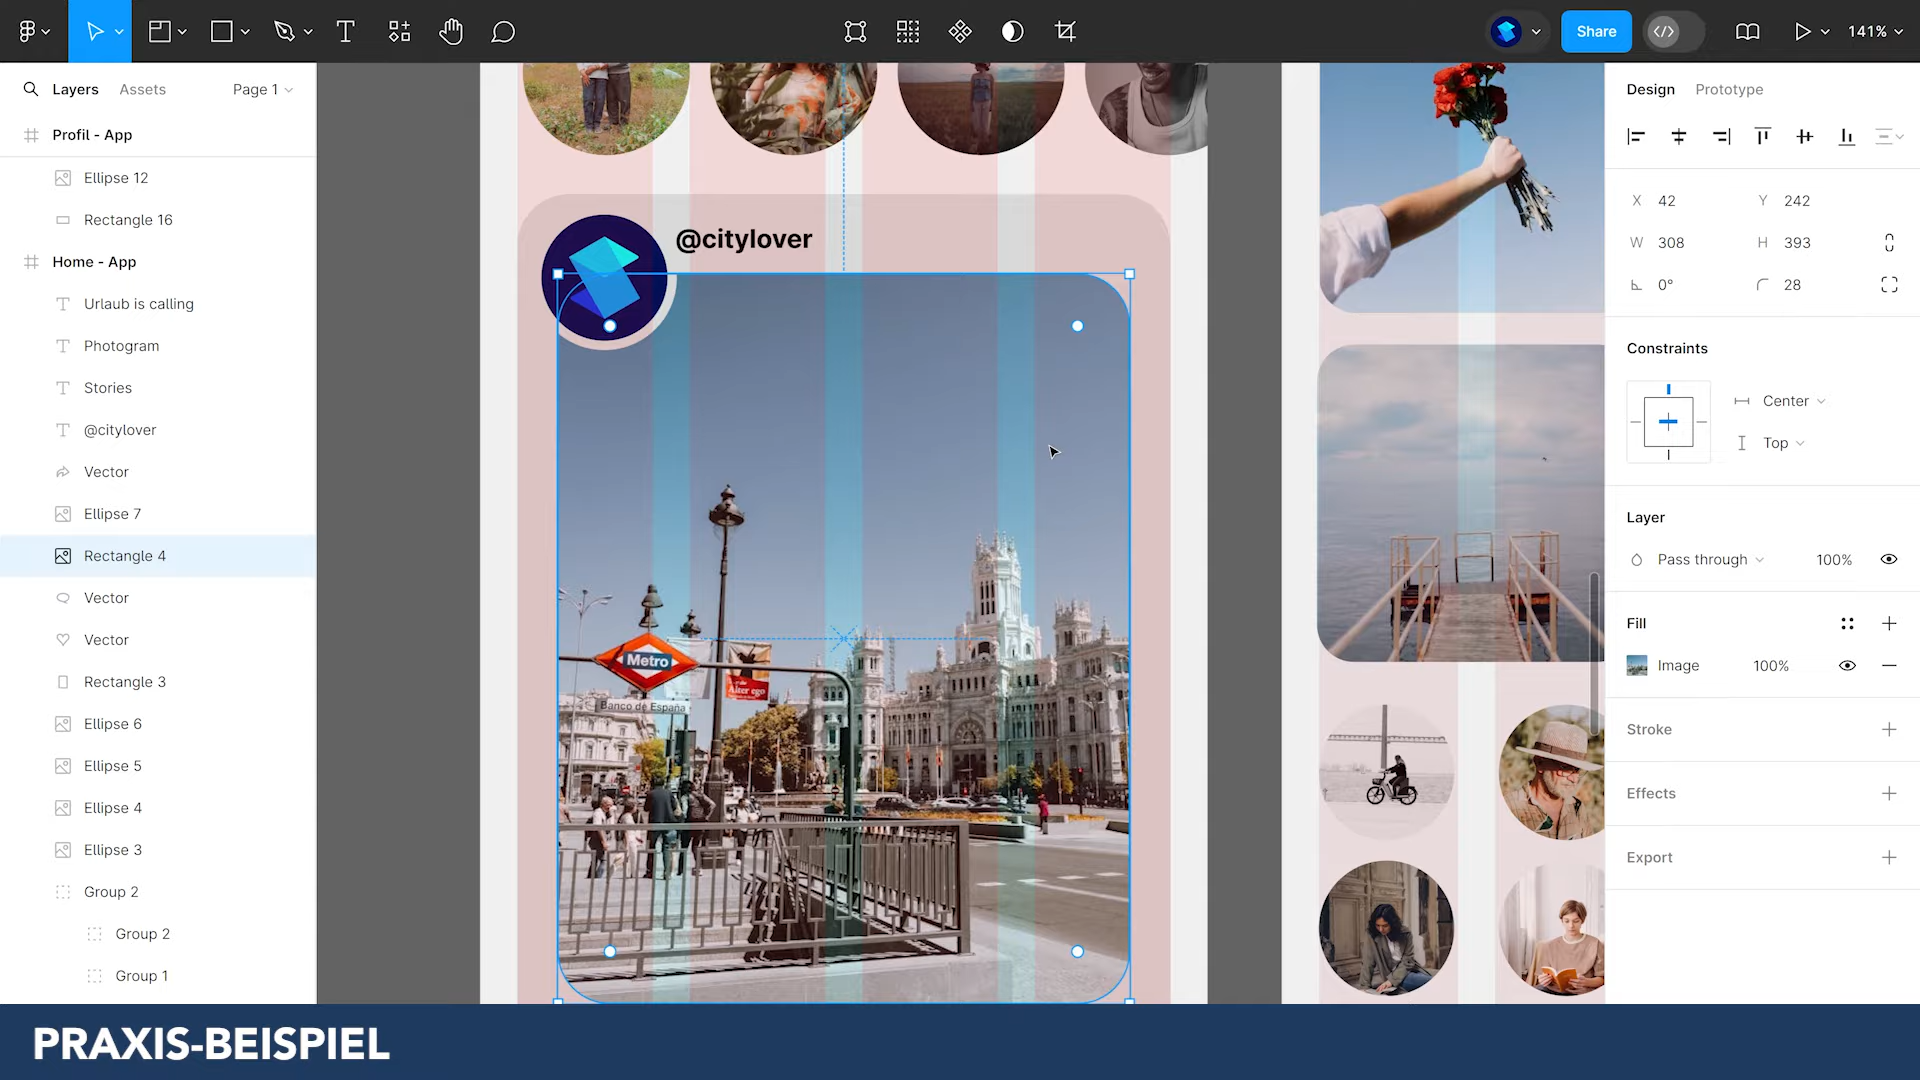 Share
141%
Layers
Assets
Page 1
Profil - App
Ellipse 12
Rectangle 16
Home - App
Urlaub is calling
Photogram
Stories
@citylover
Vector
Ellipse 7
Rectangle 4
Vector
Vector
Rectangle 3
Ellipse 6
Ellipse 5
Ellipse 4
Ellipse 3
Group 2
Group 2
Group 1
@citylover
Metro
Alter ego
Banco de España
Design
Prototype
X 42
Y 242
W 308
H 393
0°
28
Constraints
Center
Top
Layer
Pass through
100%
Fill
Image
100%
Stroke
Effects
Export
PRAXIS-BEISPIEL